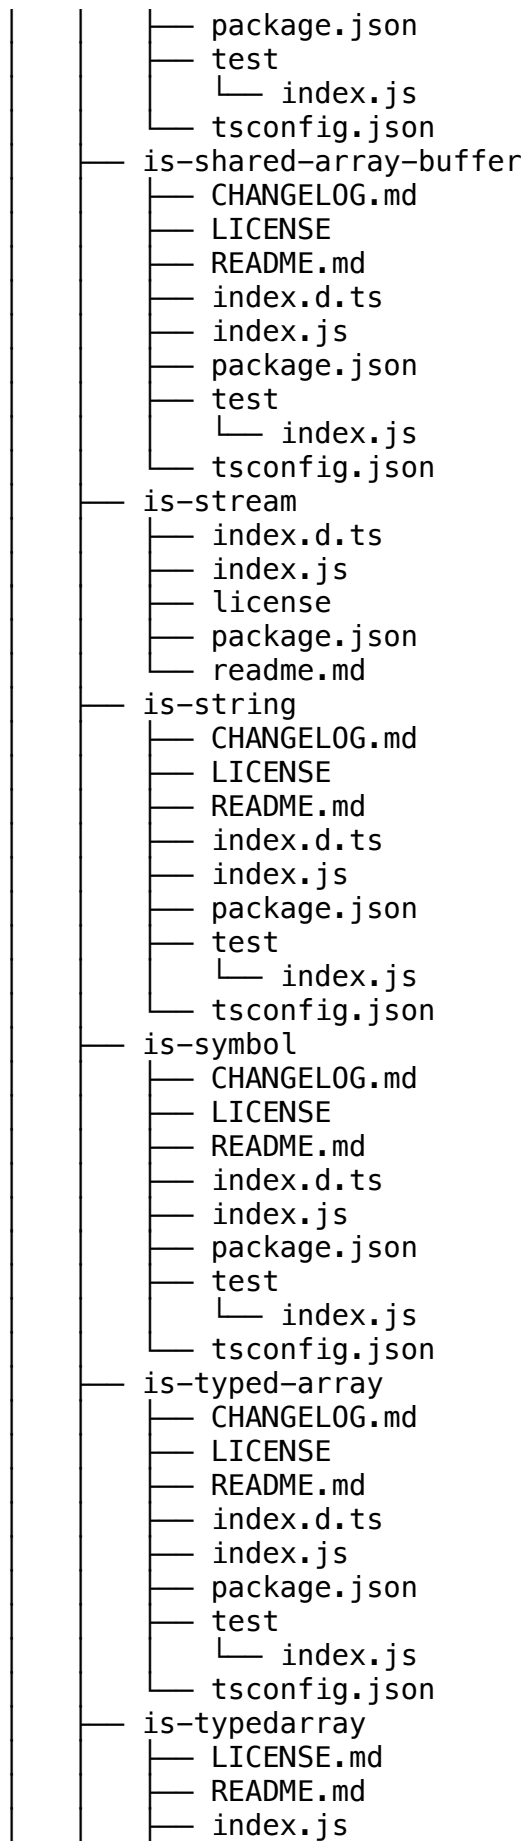 │   │   ├── package.json
│   │   ├── test
│   │   │   └── index.js
│   │   └── tsconfig.json
│   ├── is-shared-array-buffer
│   │   ├── CHANGELOG.md
│   │   ├── LICENSE
│   │   ├── README.md
│   │   ├── index.d.ts
│   │   ├── index.js
│   │   ├── package.json
│   │   ├── test
│   │   │   └── index.js
│   │   └── tsconfig.json
│   ├── is-stream
│   │   ├── index.d.ts
│   │   ├── index.js
│   │   ├── license
│   │   ├── package.json
│   │   └── readme.md
│   ├── is-string
│   │   ├── CHANGELOG.md
│   │   ├── LICENSE
│   │   ├── README.md
│   │   ├── index.d.ts
│   │   ├── index.js
│   │   ├── package.json
│   │   ├── test
│   │   │   └── index.js
│   │   └── tsconfig.json
│   ├── is-symbol
│   │   ├── CHANGELOG.md
│   │   ├── LICENSE
│   │   ├── README.md
│   │   ├── index.d.ts
│   │   ├── index.js
│   │   ├── package.json
│   │   ├── test
│   │   │   └── index.js
│   │   └── tsconfig.json
│   ├── is-typed-array
│   │   ├── CHANGELOG.md
│   │   ├── LICENSE
│   │   ├── README.md
│   │   ├── index.d.ts
│   │   ├── index.js
│   │   ├── package.json
│   │   ├── test
│   │   │   └── index.js
│   │   └── tsconfig.json
│   ├── is-typedarray
│   │   ├── LICENSE.md
│   │   ├── README.md
│   │   ├── index.js